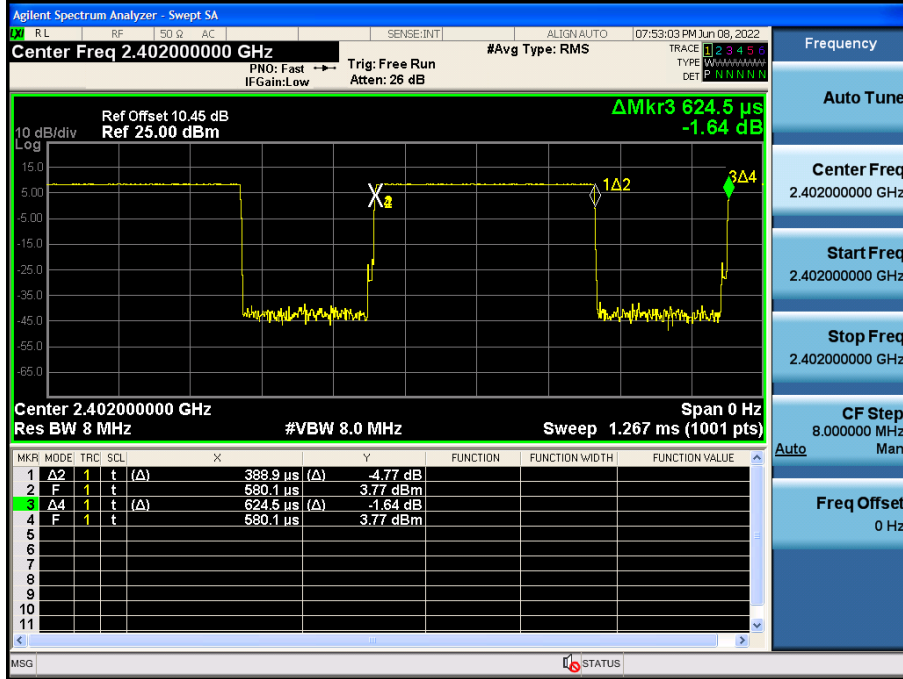 Agilent Spectrum Analyzer - Swept SA
LXI RL RF 50 Ω AC SENSE:INT ALIGN AUTO 07:53:03 PM Jun 08, 2022
Center Freq 2.402000000 GHz #Avg Type: RMS TRACE 1 2 3 4 5 6
PNO: Fast Trig: Free Run TYPE W
IFGain:Low Atten: 26 dB DET P N N N N N
Frequency
Auto Tune
Center Freq
2.402000000 GHz
Start Freq
2.402000000 GHz
Stop Freq
2.402000000 GHz
CF Step
8.000000 MHz
Auto Man
Freq Offset
0 Hz
ΔMkr3 624.5 µs
-1.64 dB
Ref Offset 10.45 dB
10 dB/div Ref 25.00 dBm
Log
15.0
5.00
-5.00
-15.0
-25.0
-35.0
-45.0
-55.0
-65.0
X 1Δ2 3Δ4
Center 2.402000000 GHz Span 0 Hz
Res BW 8 MHz #VBW 8.0 MHz Sweep 1.267 ms (1001 pts)
MKR MODE TRC SCL X Y FUNCTION FUNCTION WIDTH FUNCTION VALUE
1 Δ2 1 t (Δ) 388.9 µs (Δ) -4.77 dB
2 F 1 t 580.1 µs 3.77 dBm
3 Δ4 1 t (Δ) 624.5 µs (Δ) -1.64 dB
4 F 1 t 580.1 µs 3.77 dBm
5
6
7
8
9
10
11
MSG STATUS